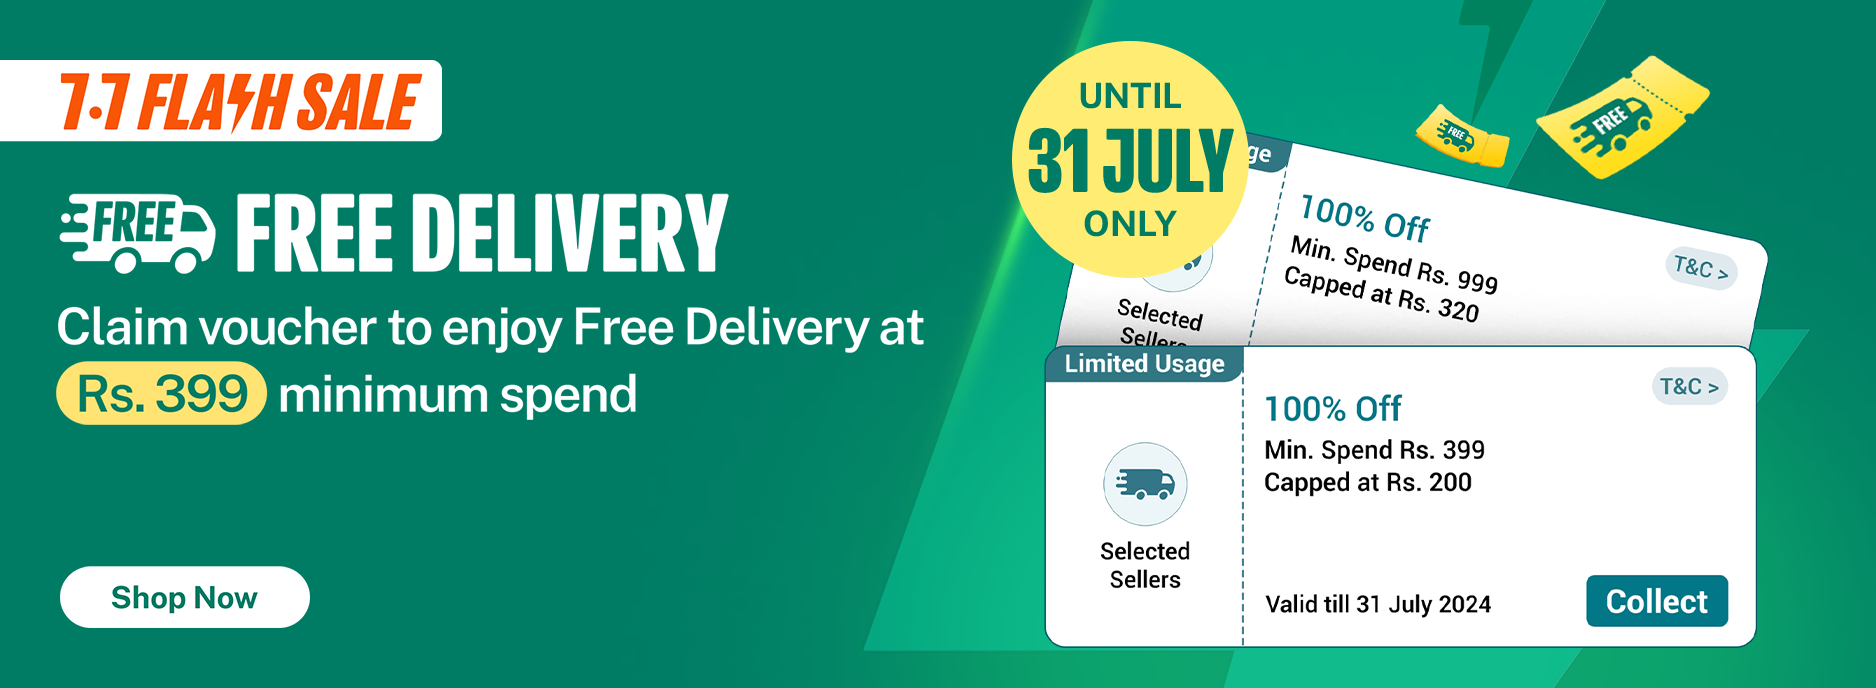 7.7 FLASH SALE
FREE FREE DELIVERY
Claim voucher to enjoy Free Delivery at
Rs. 399 minimum spend
Shop Now
UNTIL
31 JULY
ONLY
FREE
FREE
100% Off
Min. Spend Rs. 999
Capped at Rs. 320
T&C >
Selected
Sellers
Limited Usage
100% Off
Min. Spend Rs. 399
Capped at Rs. 200
T&C >
Selected
Sellers
Valid till 31 July 2024
Collect